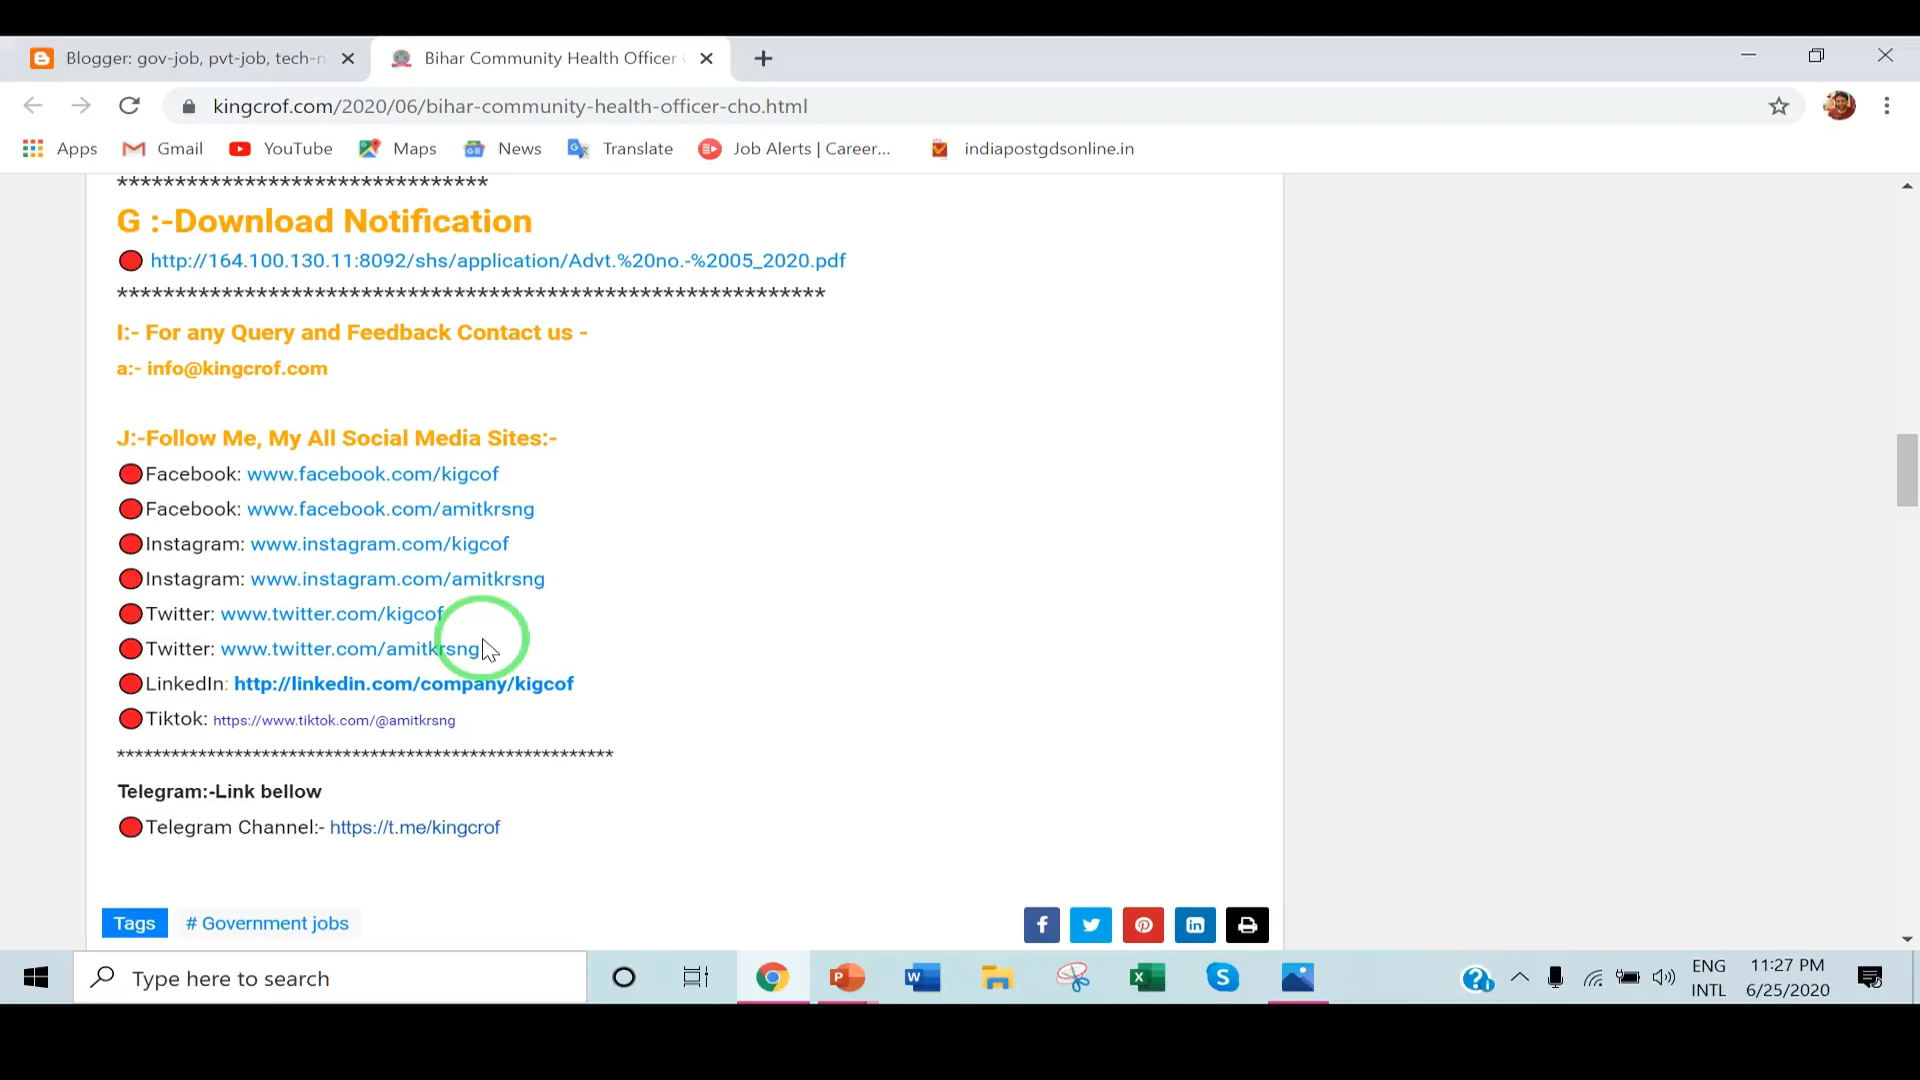 Blogger: gov-job, pvt-job, tech-n
Bihar Community Health Officer
kingcrof.com/2020/06/bihar-community-health-officer-cho.html
Apps Gmail YouTube Maps News Translate Job Alerts | Career... indiapostgdsonline.in
********************************
G :-Download Notification
http://164.100.130.11:8092/shs/application/Advt.%20no.-%2005_2020.pdf
*************************************************************
I:- For any Query and Feedback Contact us -
a:- info@kingcrof.com
J:-Follow Me, My All Social Media Sites:-
Facebook: www.facebook.com/kigcof
Facebook: www.facebook.com/amitkrsng
Instagram: www.instagram.com/kigcof
Instagram: www.instagram.com/amitkrsng
Twitter: www.twitter.com/kigcof
Twitter: www.twitter.com/amitkrsng
LinkedIn: http://linkedin.com/company/kigcof
Tiktok: https://www.tiktok.com/@amitkrsng
*******************************************************
Telegram:-Link bellow
Telegram Channel:- https://t.me/kingcrof
Tags # Government jobs
Type here to search
ENG 11:27 PM
INTL 6/25/2020